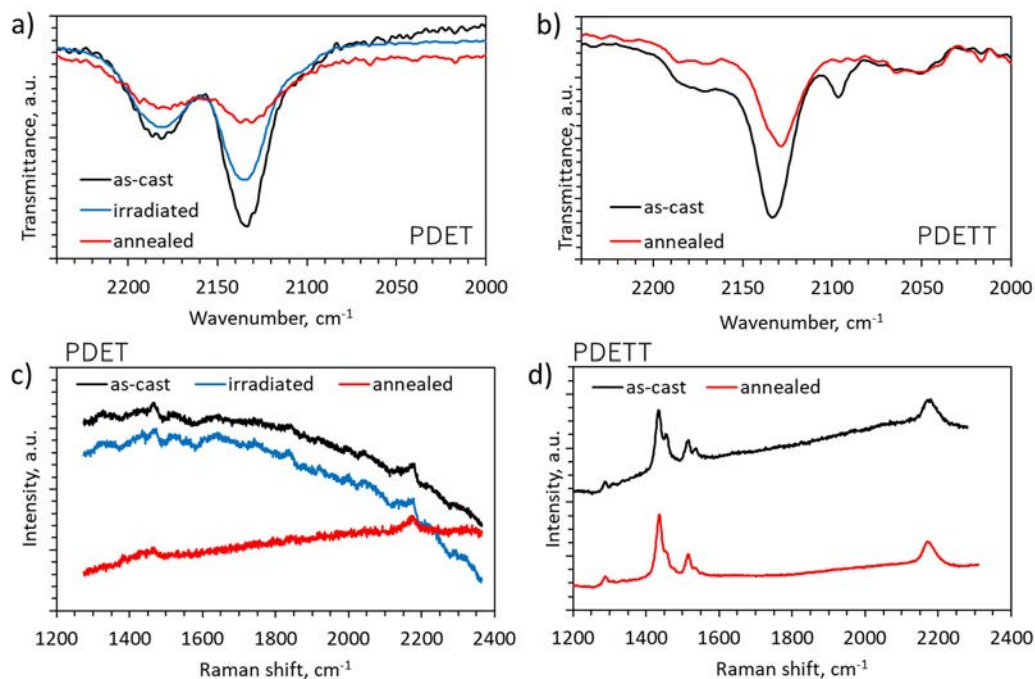 a)
Transmittance, a.u.
as-cast
irradiated
annealed
PDET
2200 2150 2100 2050 2000
Wavenumber, cm⁻¹
b)
Transmittance, a.u.
as-cast
annealed
PDETT
2200 2150 2100 2050 2000
Wavenumber, cm⁻¹
PDET
c)
as-cast irradiated annealed
Intensity, a.u.
1200 1400 1600 1800 2000 2200 2400
Raman shift, cm⁻¹
PDETT
d)
as-cast annealed
Intensity, a.u.
1200 1400 1600 1800 2000 2200 2400
Raman shift, cm⁻¹